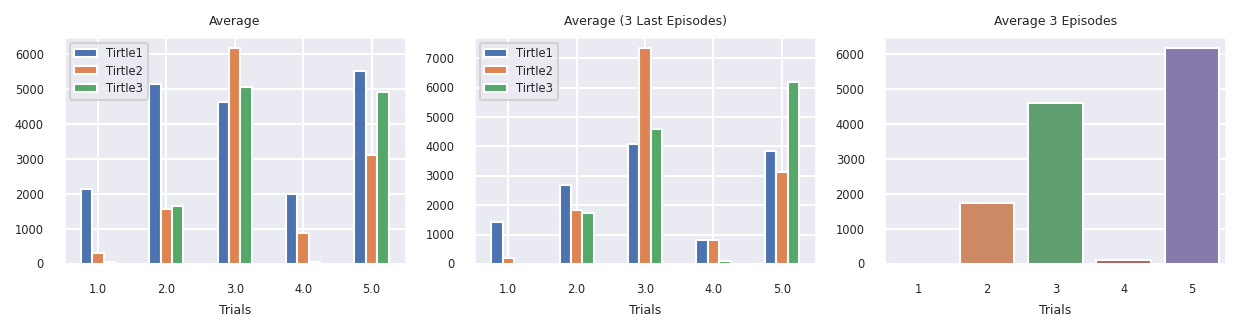 Average
Tirtle1
Tirtle2
Tirtle3
6000
5000
4000
3000
2000
1000
0
1.0 2.0 3.0 4.0 5.0
Trials
Average (3 Last Episodes)
Tirtle1
Tirtle2
Tirtle3
7000
6000
5000
4000
3000
2000
1000
0
1.0 2.0 3.0 4.0 5.0
Trials
Average 3 Episodes
6000
5000
4000
3000
2000
1000
0
1 2 3 4 5
Trials